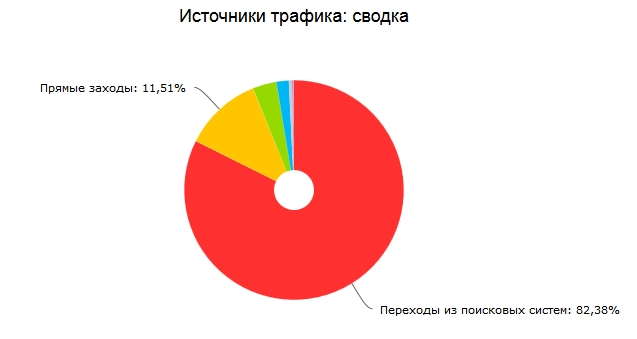 Источники трафика: сводка
Прямые заходы: 11,51%
Переходы из поисковых систем: 82,38%